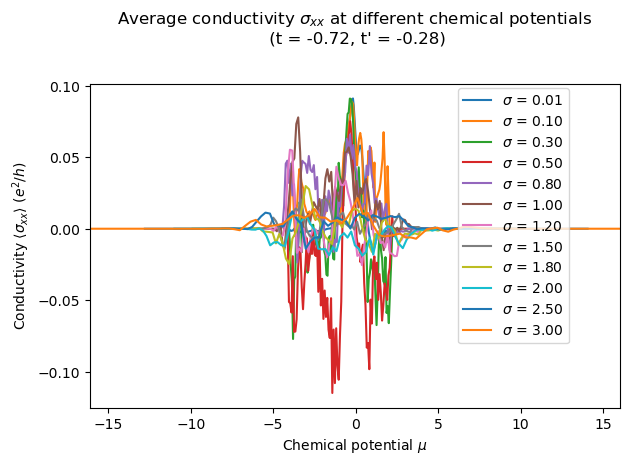 Average conductivity σxx at different chemical potentials
(t = -0.72, t' = -0.28)
Conductivity ⟨σxx⟩ (e²/h)
0.10
0.05
0.00
−0.05
−0.10
−15
−10
−5
0
5
10
15
Chemical potential μ
σ = 0.01
σ = 0.10
σ = 0.30
σ = 0.50
σ = 0.80
σ = 1.00
σ = 1.20
σ = 1.50
σ = 1.80
σ = 2.00
σ = 2.50
σ = 3.00